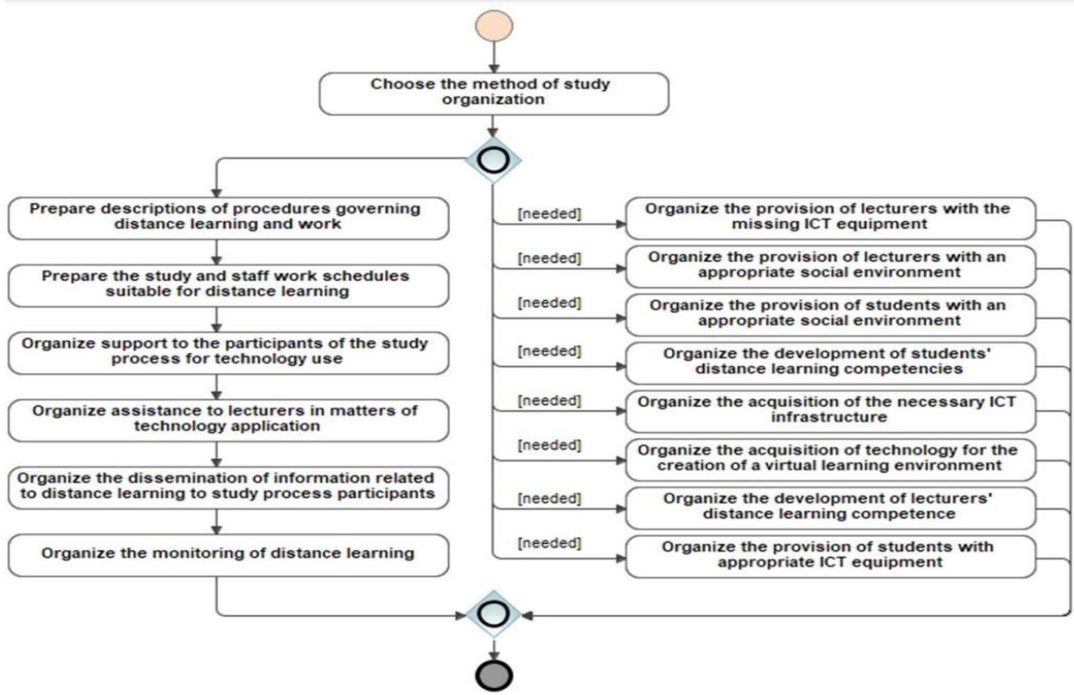 Choose the method of study
organization
Prepare descriptions of procedures governing
distance learning and work
Prepare the study and staff work schedules
suitable for distance learning
Organize support to the participants of the study
process for technology use
Organize assistance to lecturers in matters of
technology application
Organize the dissemination of information related
to distance learning to study process participants
Organize the monitoring of distance learning
[needed]
Organize the provision of lecturers with the
missing ICT equipment
[needed]
Organize the provision of lecturers with an
appropriate social environment
[needed]
Organize the provision of students with an
appropriate social environment
[needed]
Organize the development of students'
distance learning competencies
[needed]
Organize the acquisition of the necessary ICT
infrastructure
[needed]
Organize the acquisition of technology for the
creation of a virtual learning environment
[needed]
Organize the development of lecturers'
distance learning competence
[needed]
Organize the provision of students with
appropriate ICT equipment